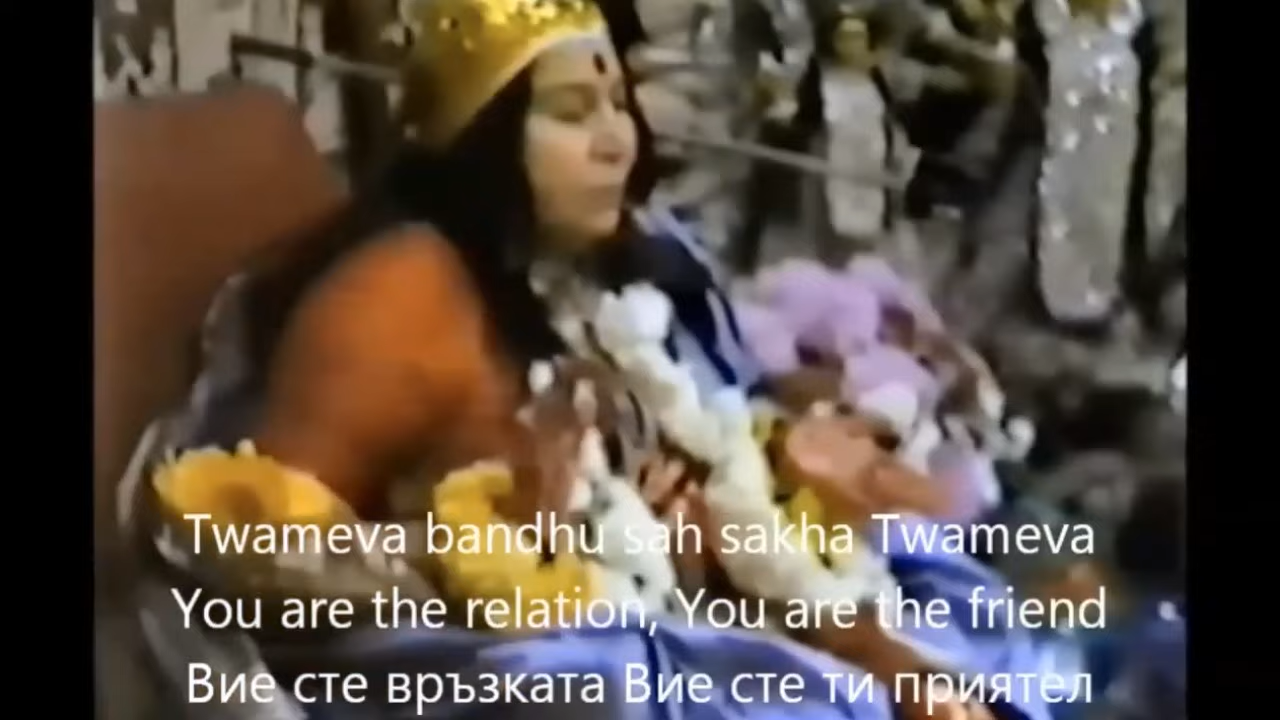 Twameva bandhu sah sakha Twameva
You are the relation, You are the friend
Вие сте връзката Вие сте ти приятел